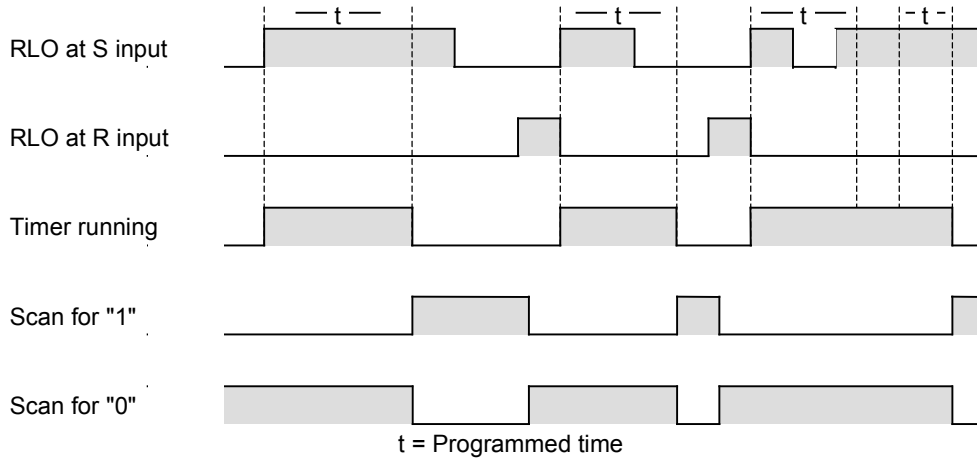 t t t t
RLO at S input
RLO at R input
Timer running
Scan for "1"
Scan for "0"
t = Programmed time